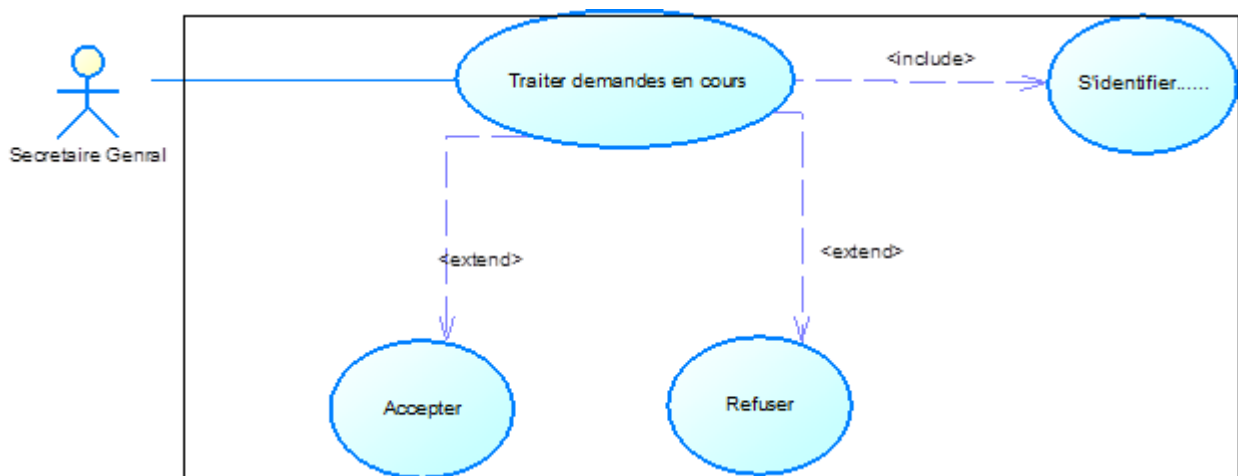 Traiter demandes en cours
<include>
S'identifier......
Secretaire Genral
<extend>
<extend>
Accepter
Refuser